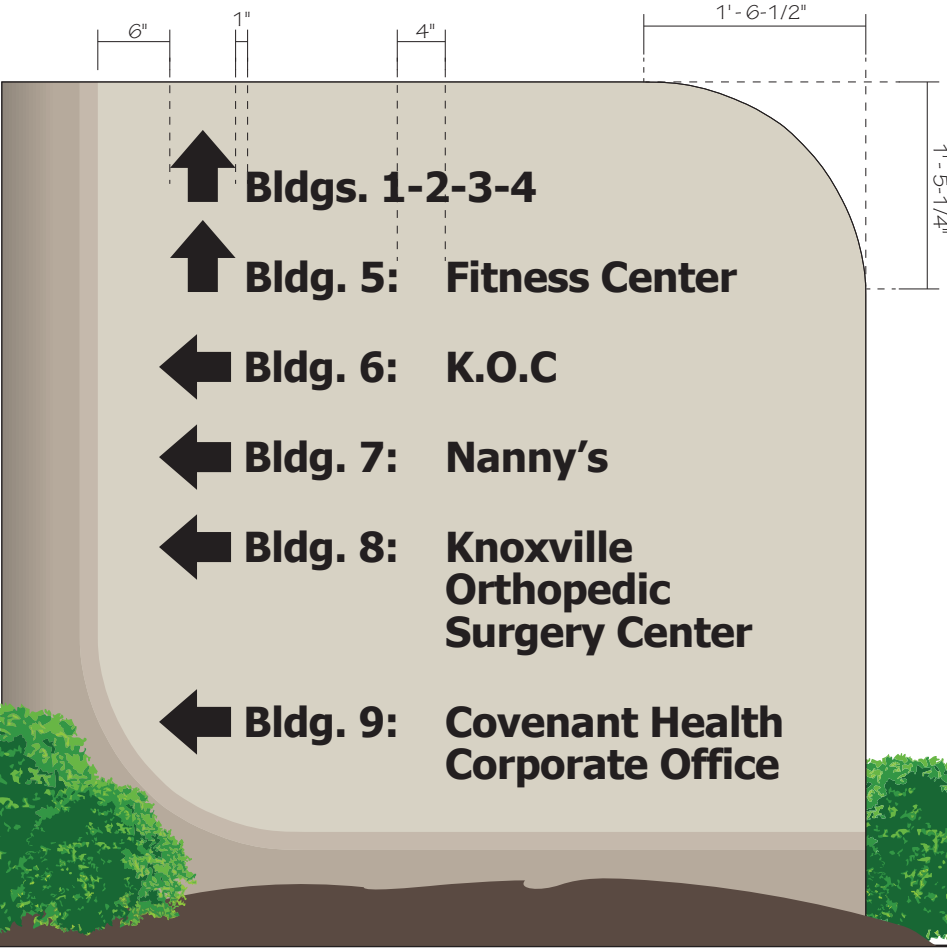 6" 1" 4" 1'-6-1/2"
1'-5-1/4"
Bldgs. 1-2-3-4
Bldg. 5: Fitness Center
Bldg. 6: K.O.C
Bldg. 7: Nanny’s
Bldg. 8: Knoxville
Orthopedic
Surgery Center
Bldg. 9: Covenant Health
Corporate Office